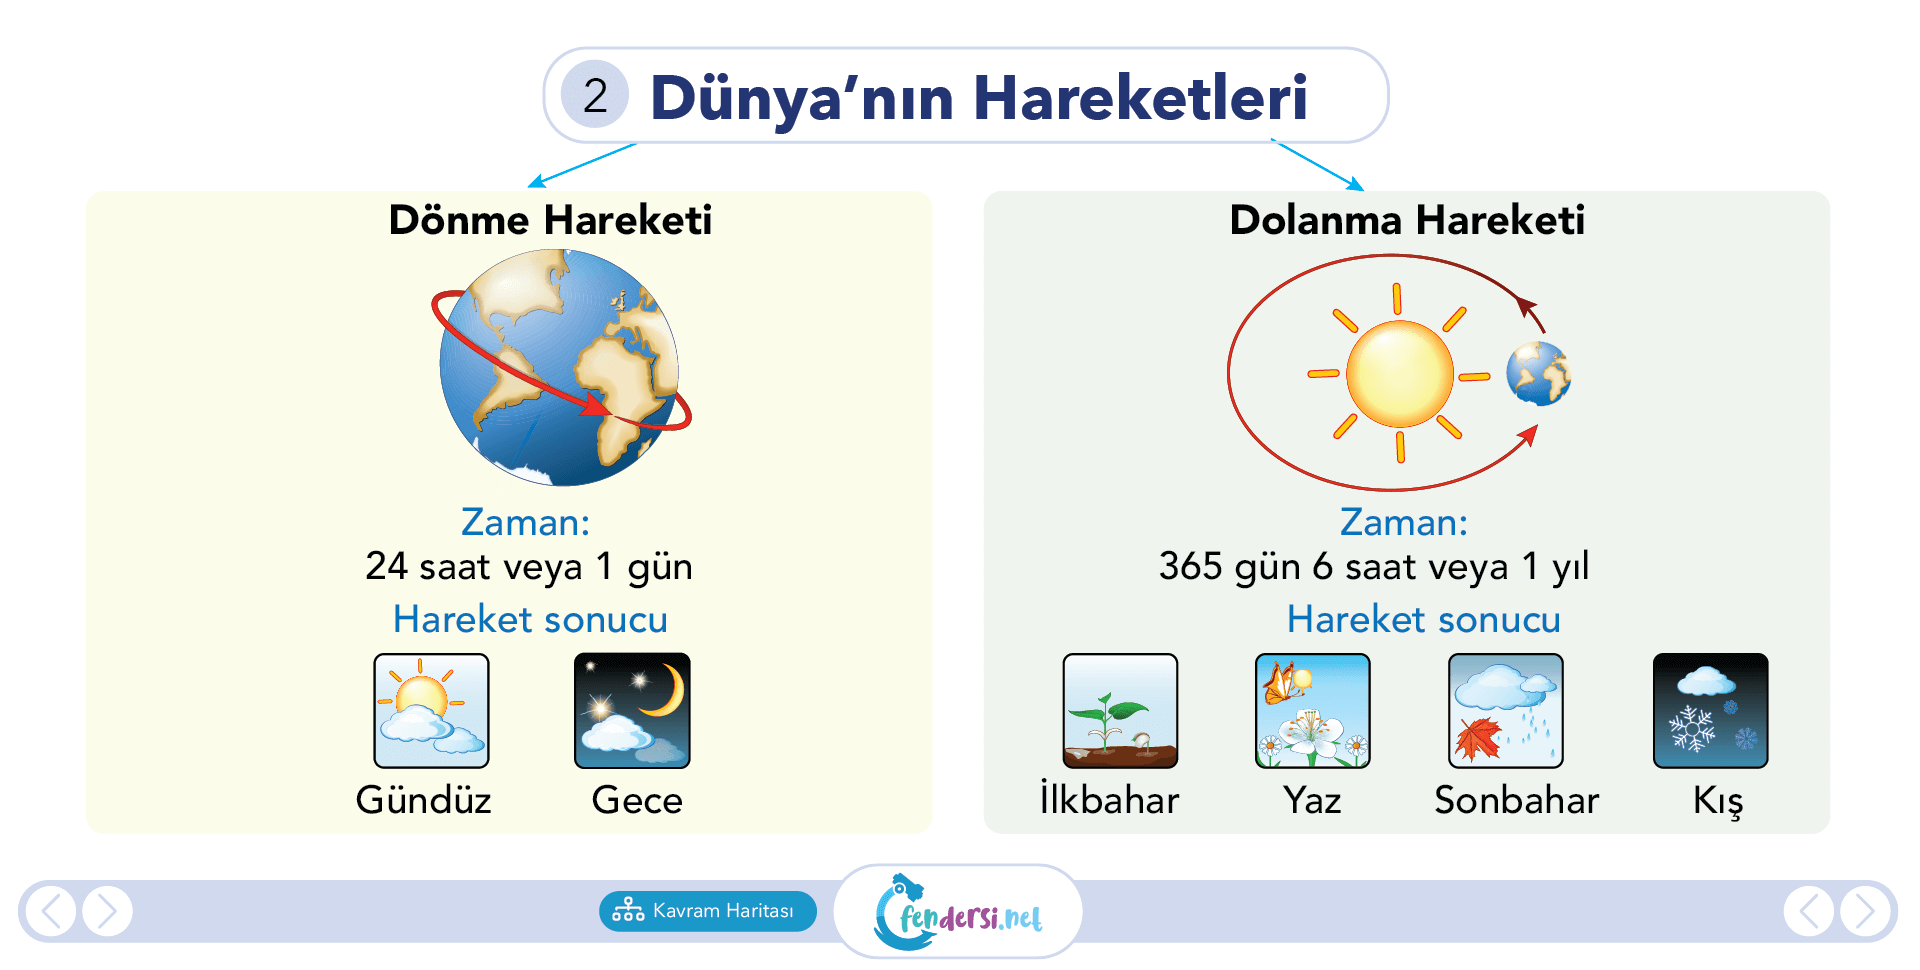 2 Dünya’nın Hareketleri
Dönme Hareketi
Zaman:
24 saat veya 1 gün
Hareket sonucu
Gündüz
Gece
Dolanma Hareketi
Zaman:
365 gün 6 saat veya 1 yıl
Hareket sonucu
İlkbahar
Yaz
Sonbahar
Kış
Kavram Haritası
fendersi.net